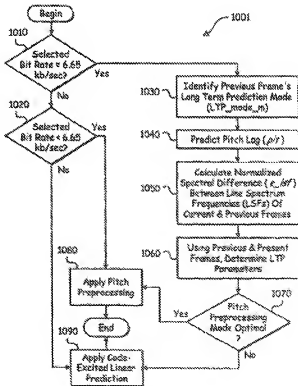 Begin
1001
1010
Selected
Bit Rate = 6.65
kb/sec?
Yes
No
1020
Selected
Bit Rate < 6.65
kb/sec?
Yes
No
1030
Identify Previous Frame's
Long Term Prediction Mode
(LTP_mode_m)
1040
Predict Pitch Lag
1050
Calculate Normalized
Spectral Difference
Between Line Spectrum
Frequencies (LSFs) Of
Current & Previous Frames
1060
Using Previous & Present
Frames, Determine LTP
Parameters
1070
Pitch
Preprocessing
Mode Optimal
?
Yes
No
1080
Apply Pitch
Preprocessing
End
1090
Apply Code-
Excited Linear
Prediction